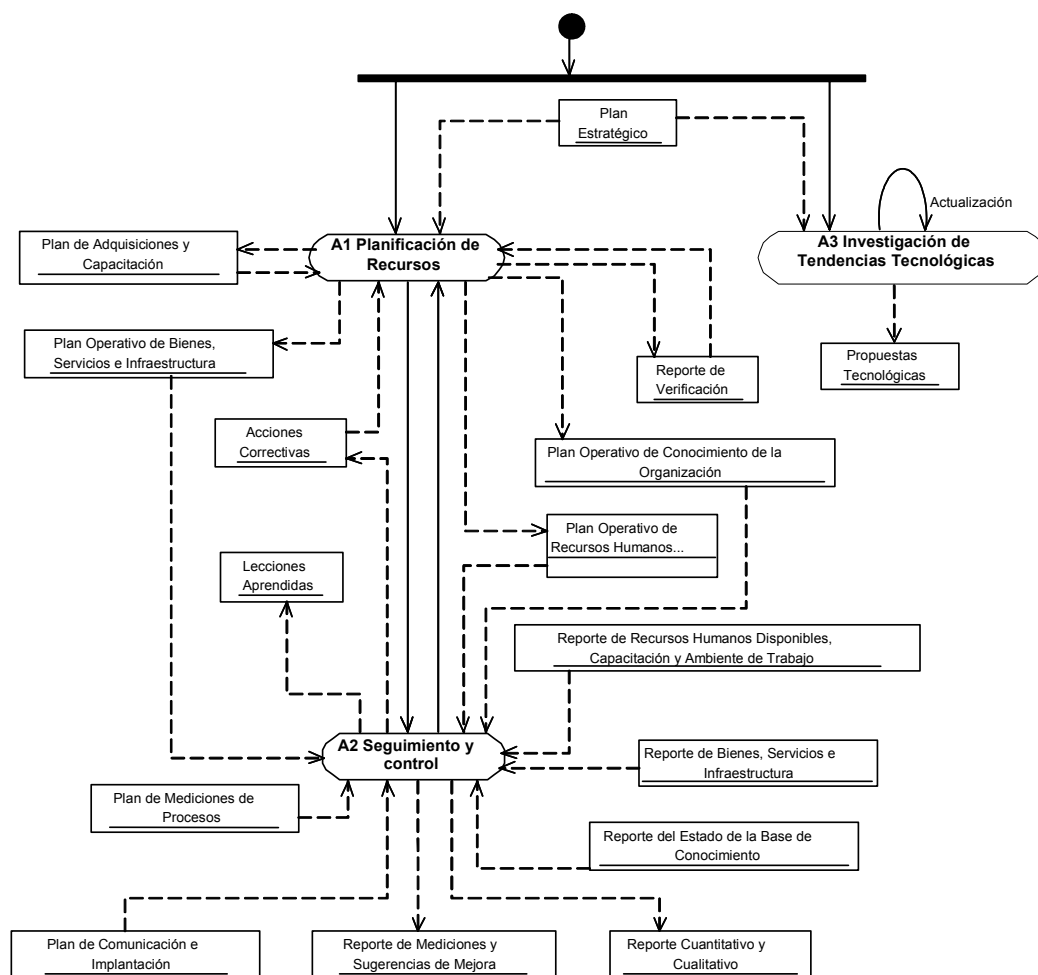 Plan
Estratégico
Actualización
A1 Planificación de
Recursos
A3 Investigación de
Tendencias Tecnológicas
Plan de Adquisiciones y
Capacitación
Plan Operativo de Bienes,
Servicios e Infraestructura
Reporte de
Verificación
Propuestas
Tecnológicas
Acciones
Correctivas
Plan Operativo de Conocimiento de la
Organización
Plan Operativo de
Recursos Humanos...
Lecciones
Aprendidas
Reporte de Recursos Humanos Disponibles,
Capacitación y Ambiente de Trabajo
A2 Seguimiento y
control
Reporte de Bienes, Servicios e
Infraestructura
Plan de Mediciones de
Procesos
Reporte del Estado de la Base de
Conocimiento
Plan de Comunicación e
Implantación
Reporte de Mediciones y
Sugerencias de Mejora
Reporte Cuantitativo y
Cualitativo